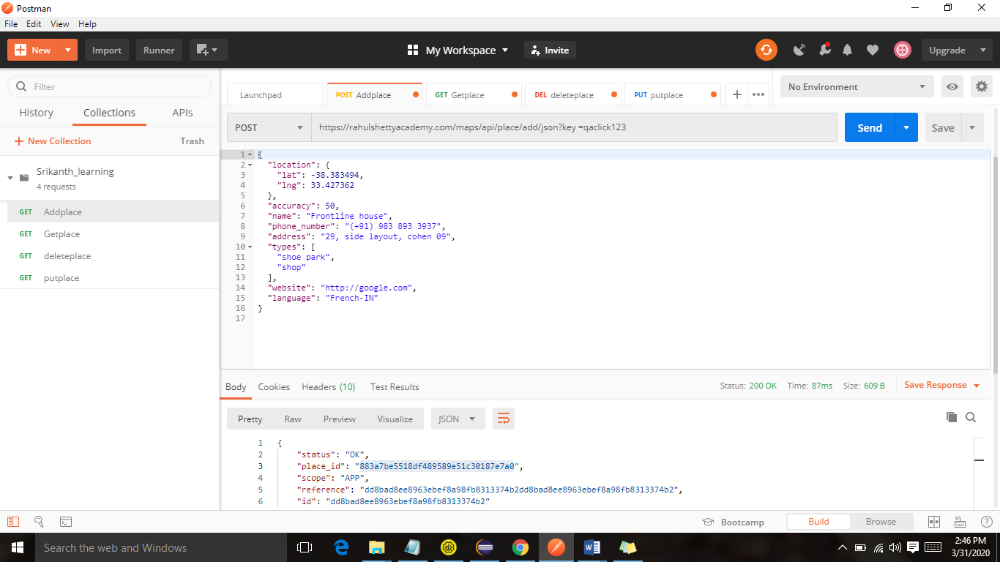 Postman
File Edit View Help
New Import Runner My Workspace Invite Upgrade
Filter
History Collections APIs
New Collection Trash
Srikanth_learning
4 requests
GET Addplace
GET Getplace
GET deleteplace
GET putplace
Launchpad POST Addplace GET Getplace DEL deleteplace PUT putplace No Environment
POST https://rahulshettyacademy.com/maps/api/place/add/json?key =qaclick123 Send Save
1 {
2 "location": {
3 "lat": -38.383494,
4 "lng": 33.427362
5 },
6 "accuracy": 50,
7 "name": "Frontline house",
8 "phone_number": "(+91) 983 893 3937",
9 "address": "29, side layout, cohen 09",
10 "types": [
11 "shoe park",
12 "shop"
13 ],
14 "website": "http://google.com",
15 "language": "French-IN"
16 }
17
Body Cookies Headers (10) Test Results Status: 200 OK Time: 87ms Size: 609 B Save Response
Pretty Raw Preview Visualize JSON
1 {
2 "status": "OK",
3 "place_id": "883a7be5518df489589e51c30187e7a0",
4 "scope": "APP",
5 "reference": "dd8bad8ee8963ebef8a98fb8313374b2dd8bad8ee8963ebef8a98fb8313374b2",
6 "id": "dd8bad8ee8963ebef8a98fb8313374b2"
Bootcamp Build Browse
Search the web and Windows
2:46 PM
3/31/2020